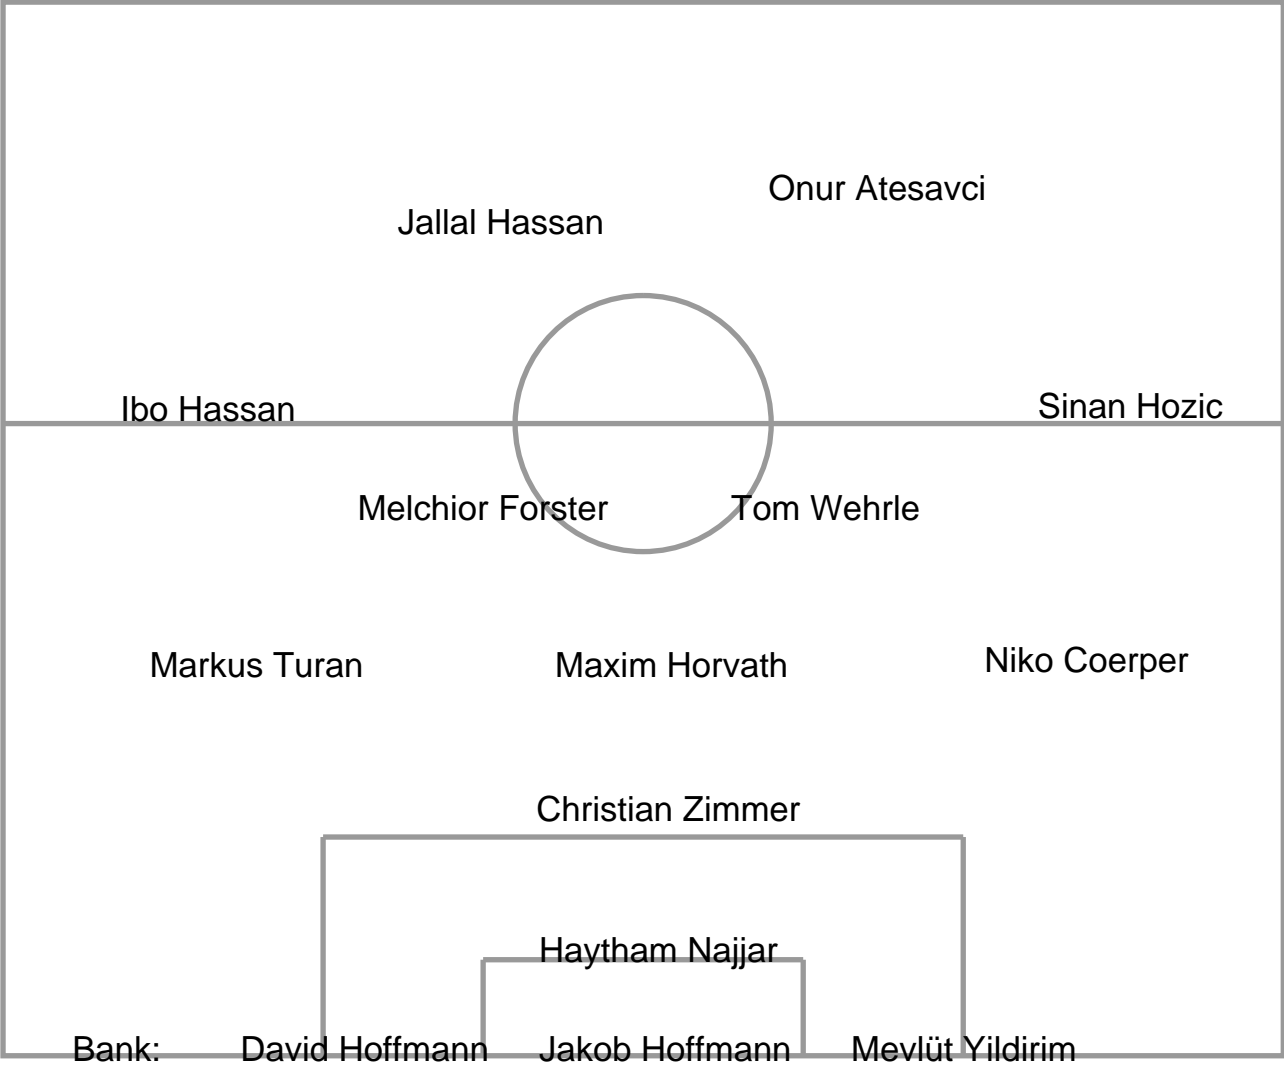 Onur Atesavci
Jallal Hassan
Ibo Hassan
Sinan Hozic
Melchior Forster
Tom Wehrle
Markus Turan
Maxim Horvath
Niko Coerper
Christian Zimmer
Haytham Najjar
Bank: David Hoffmann Jakob Hoffmann Mevlüt Yildirim